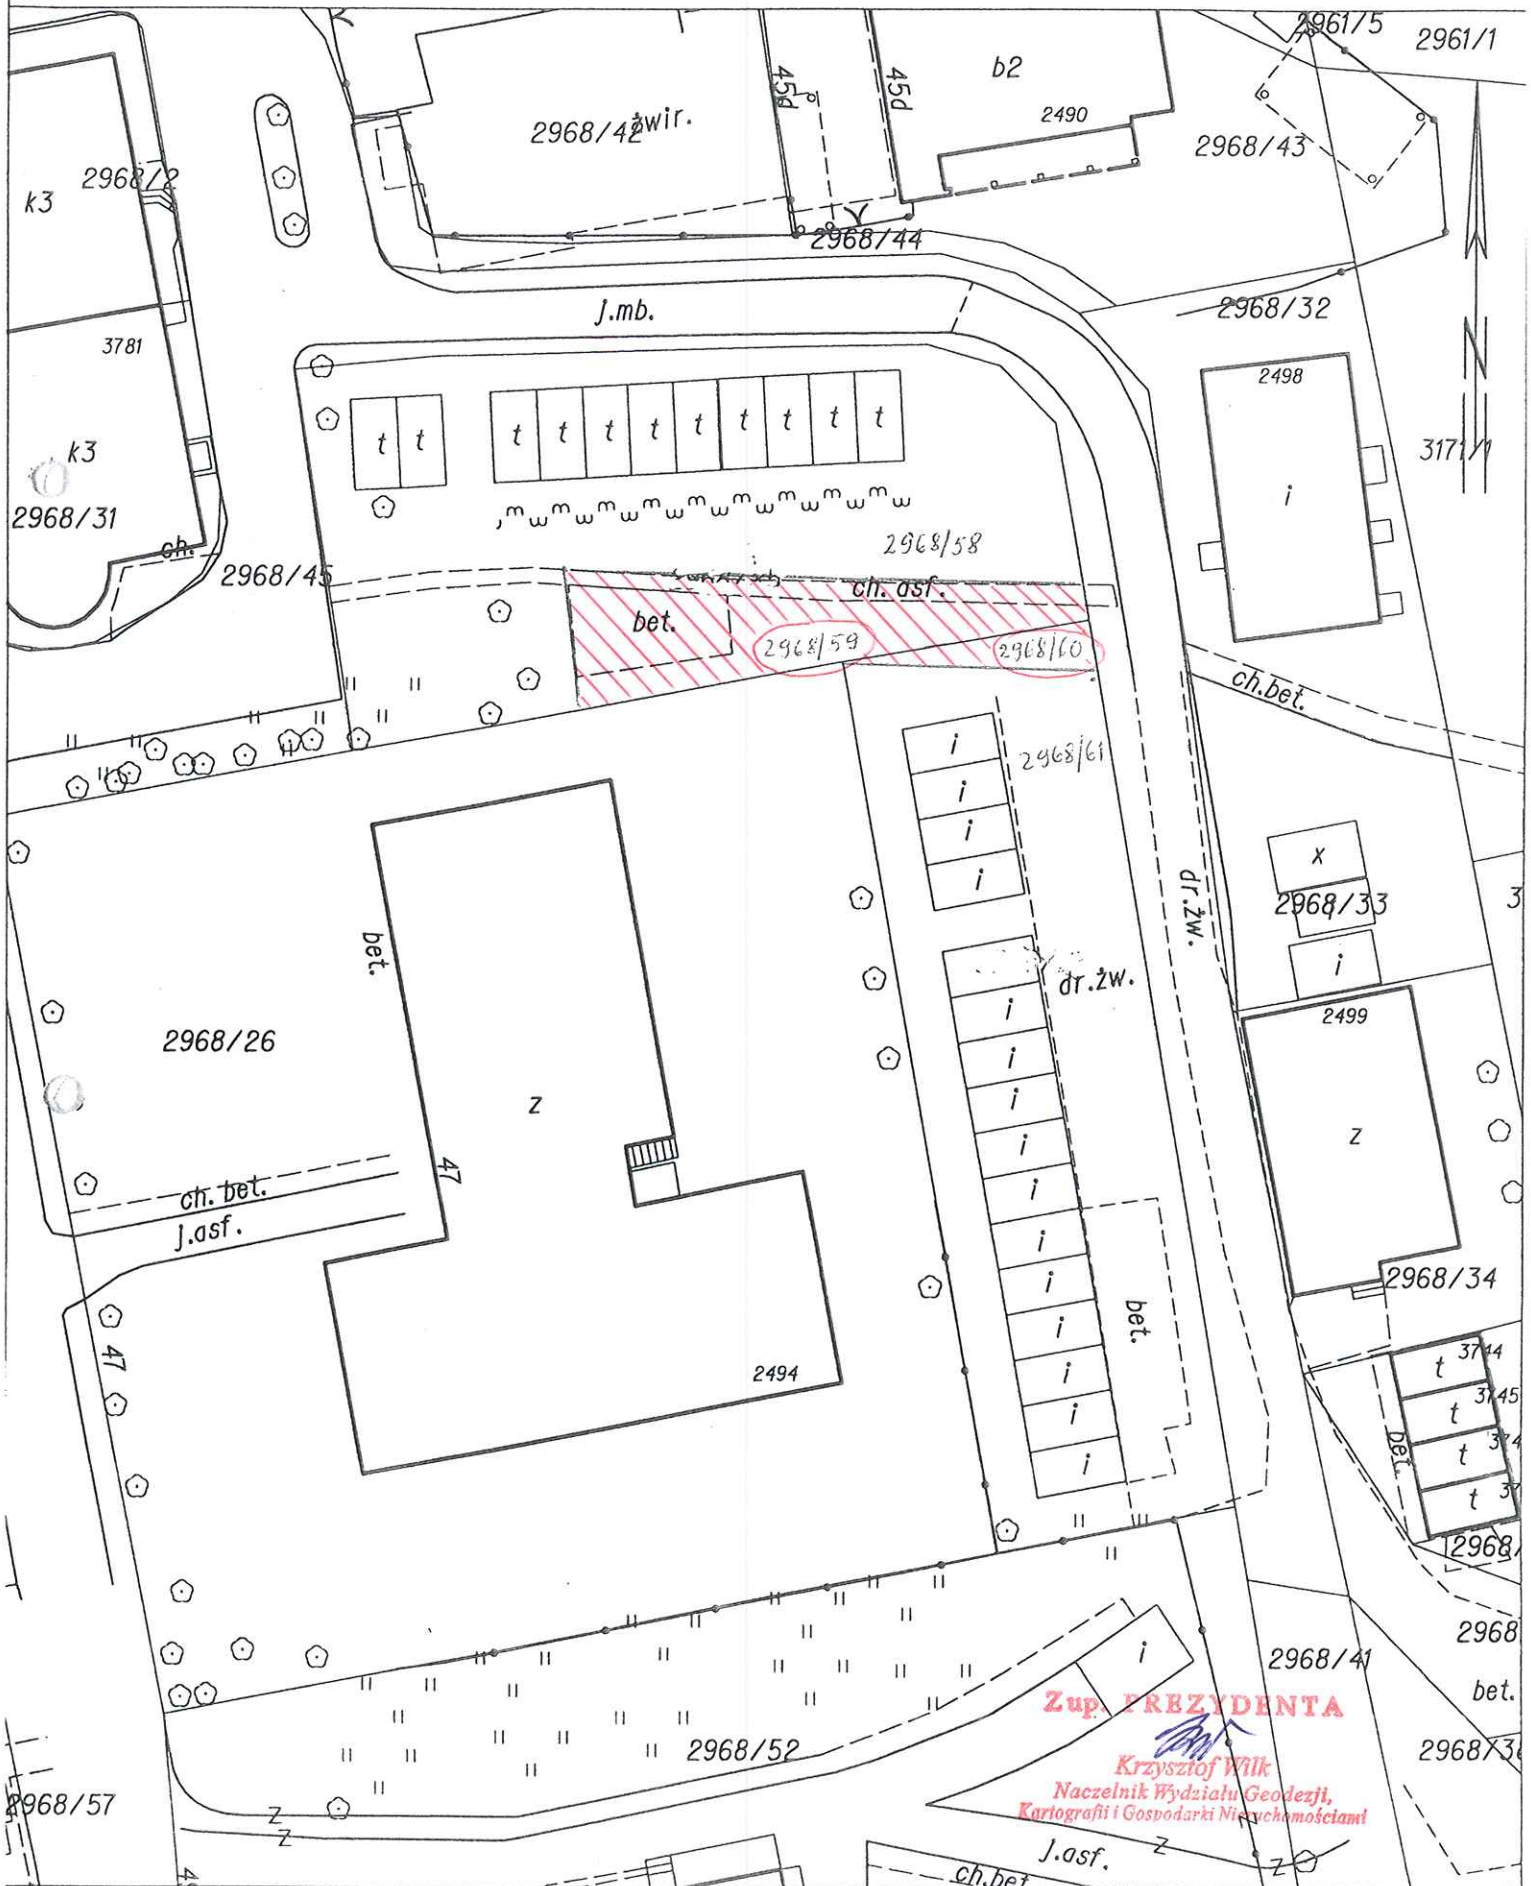 2961/5
2961/1
b2
45d
45d
2490
2968/42
żwir.
2968/43
2968/2
k3
2968/44
2968/32
j.mb.
3781
2498
t t t t t t t t t t t
k3
3171/1
i
2968/31
ch.
2968/58
2968/45
ch. asf.
bet.
2968/59
2968/60
ch.bet.
2968/61
i
i
i
i
x
dr.żw.
2968/33
i
bet.
dr.żw.
i
2499
2968/26
i
i
z
i
z
i
47
i
ch. bet.
j.asf.
i
i
2968/34
bet.
i
47
t 3744
2494
i
t 3745
i
bet.
t
i
t
2968/41
i
bet.
Zup. PREZYDENTA
2968/52
Krzysztof Wilk
Naczelnik Wydziału Geodezji,
2968/57
Kartografii i Gospodarki Nieruchomościami
z
z
z
j.asf.
z
z
ch.bet